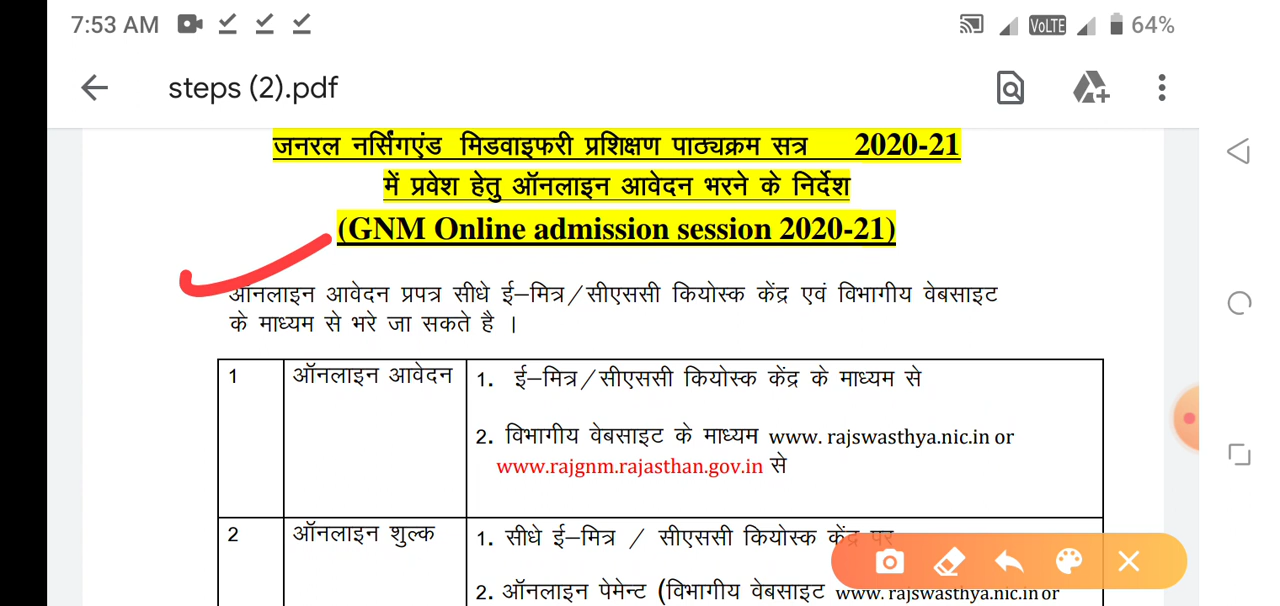 7:53 AM
VoLTE 64%
steps (2).pdf
जनरल नर्सिंगएंड मिडवाइफरी प्रशिक्षण पाठ्यक्रम सत्र 2020-21
में प्रवेश हेतु ऑनलाइन आवेदन भरने के निर्देश
(GNM Online admission session 2020-21)
ऑनलाइन आवेदन प्रपत्र सीधे ई–मित्र/सीएससी कियोस्क केंद्र एवं विभागीय वेबसाइट
के माध्यम से भरे जा सकते है ।
1 ऑनलाइन आवेदन 1. ई–मित्र/सीएससी कियोस्क केंद्र के माध्यम से
2. विभागीय वेबसाइट के माध्यम www. rajswasthya.nic.in or
www.rajgnm.rajasthan.gov.in से
2 ऑनलाइन शुल्क 1. सीधे ई–मित्र / सीएससी कियोस्क केंद्र पर
2. ऑनलाइन पेमेन्ट (विभागीय वेबसाइट www. rajswasthya.nic.in or